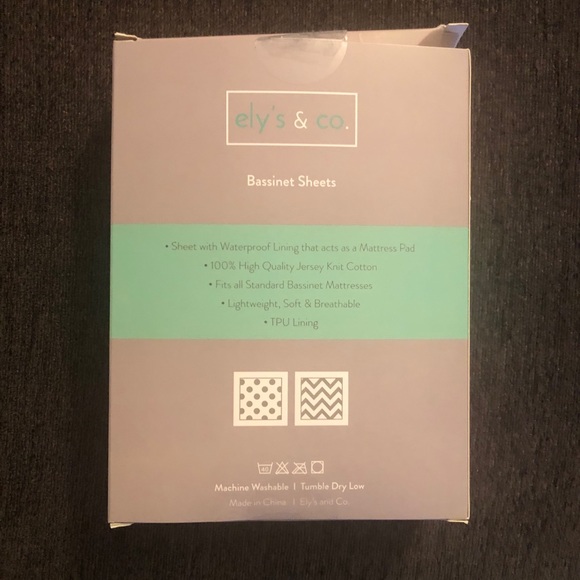 ely's & co.
Bassinet Sheets
• Sheet with Waterproof Lining that acts as a Mattress Pad
• 100% High Quality Jersey Knit Cotton
• Fits all Standard Bassinet Mattresses
• Lightweight, Soft & Breathable
• TPU Lining
40
Machine Washable | Tumble Dry Low
Made in China | Ely's and Co.